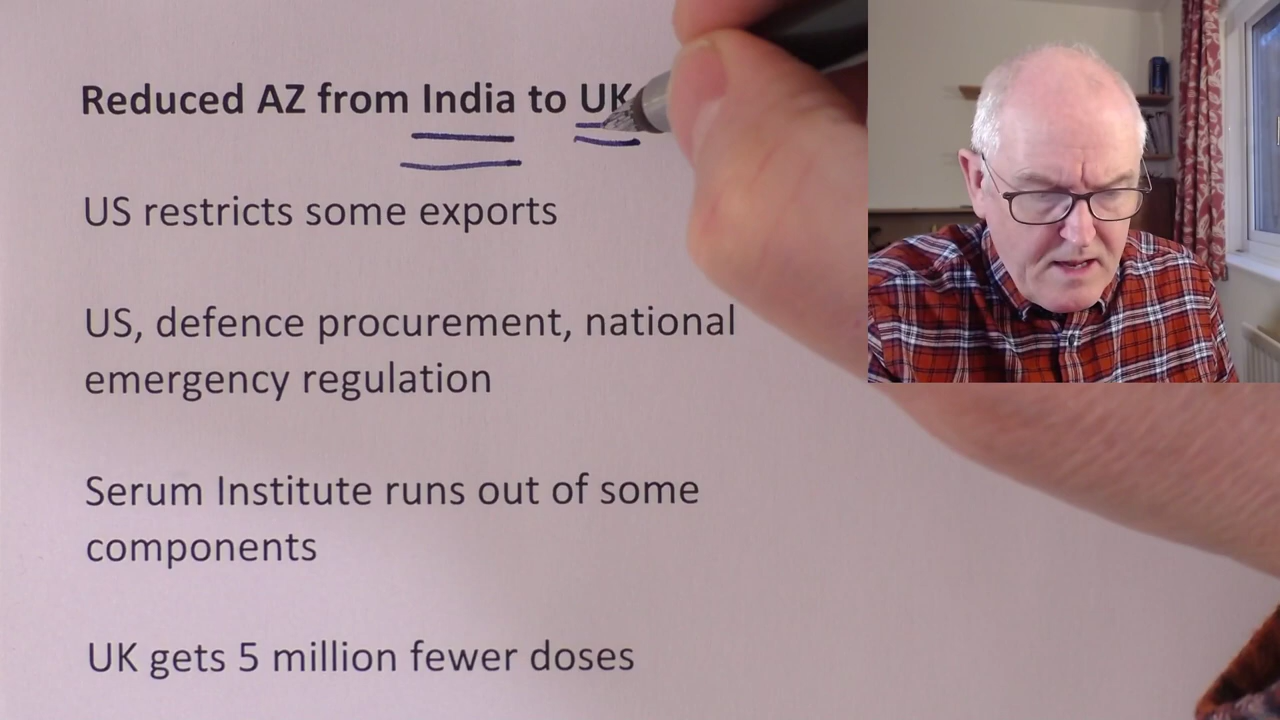 Reduced AZ from India to UK
US restricts some exports
US, defence procurement, national
emergency regulation
Serum Institute runs out of some
components
UK gets 5 million fewer doses